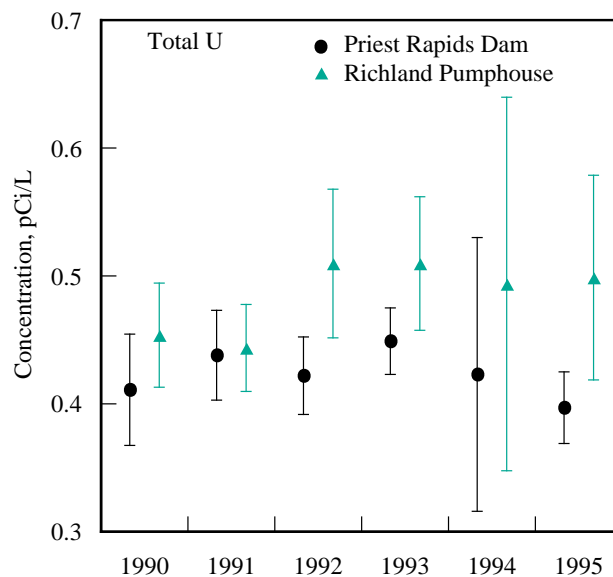 Total U
Priest Rapids Dam
Richland Pumphouse
Concentration, pCi/L
0.7
0.6
0.5
0.4
0.3
1990 1991 1992 1993 1994 1995